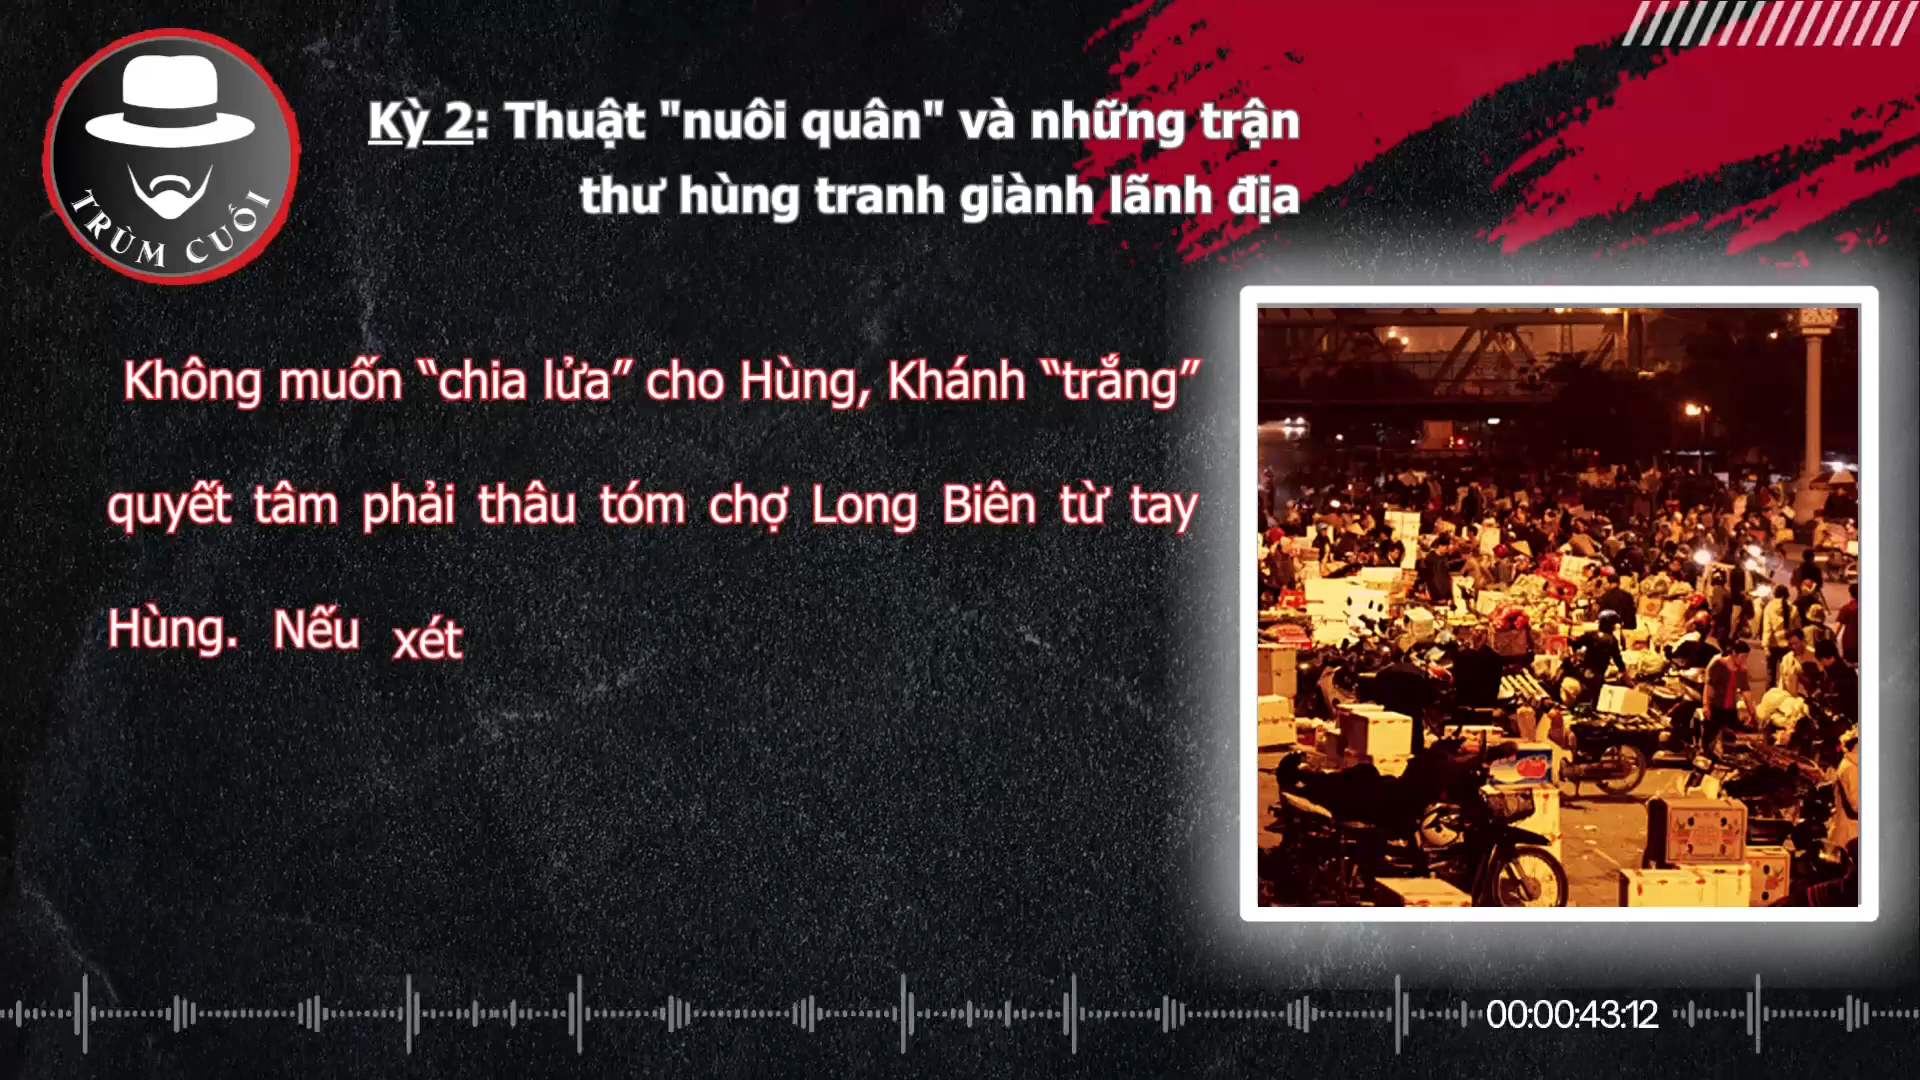 TRÙM CUỐI
Kỳ 2: Thuật "nuôi quân" và những trận
thư hùng tranh giành lãnh địa
Không muốn “chia lửa” cho Hùng, Khánh “trắng”
quyết tâm phải thâu tóm chợ Long Biên từ tay
Hùng. Nếu xét
00:00:43:12